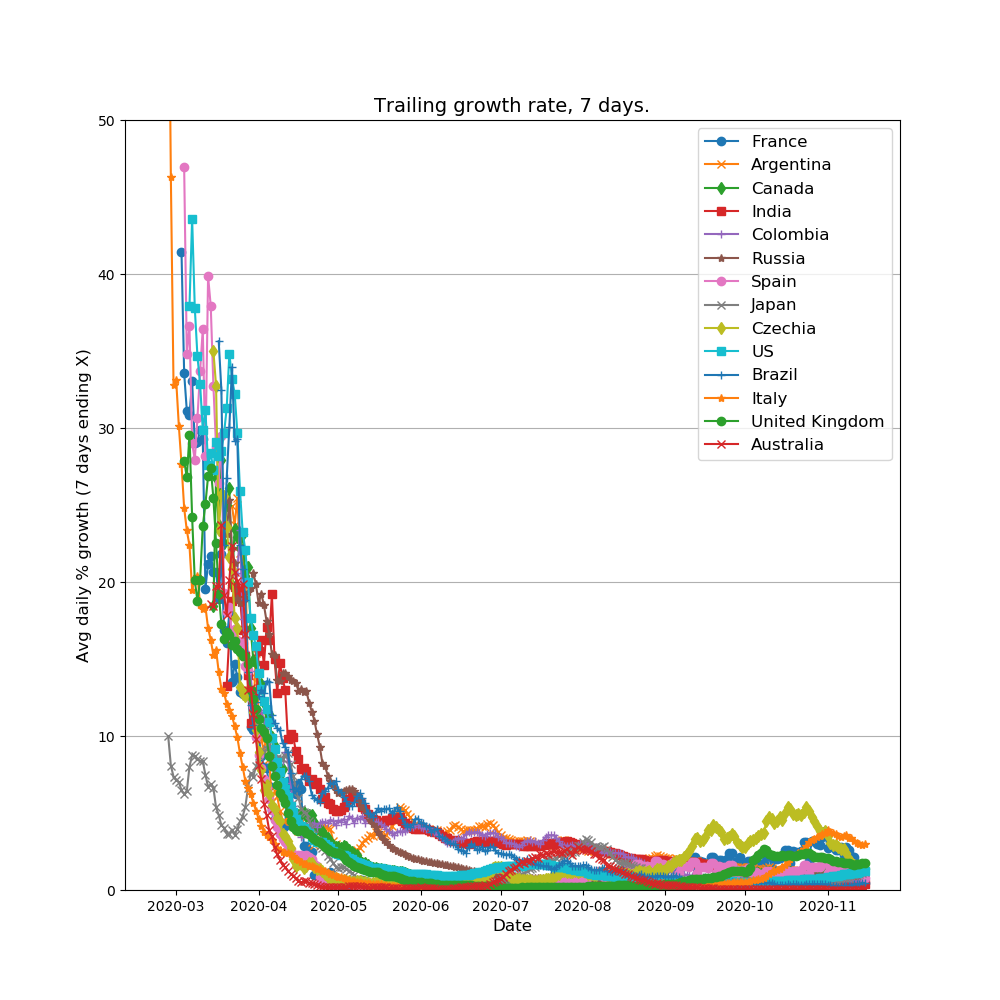 Trailing growth rate, 7 days.
50
40
30
20
10
0
Avg daily % growth (7 days ending X)
France
Argentina
Canada
India
Colombia
Russia
Spain
Japan
Czechia
US
Brazil
Italy
United Kingdom
Australia
2020-03 2020-04 2020-05 2020-06 2020-07 2020-08 2020-09 2020-10 2020-11
Date